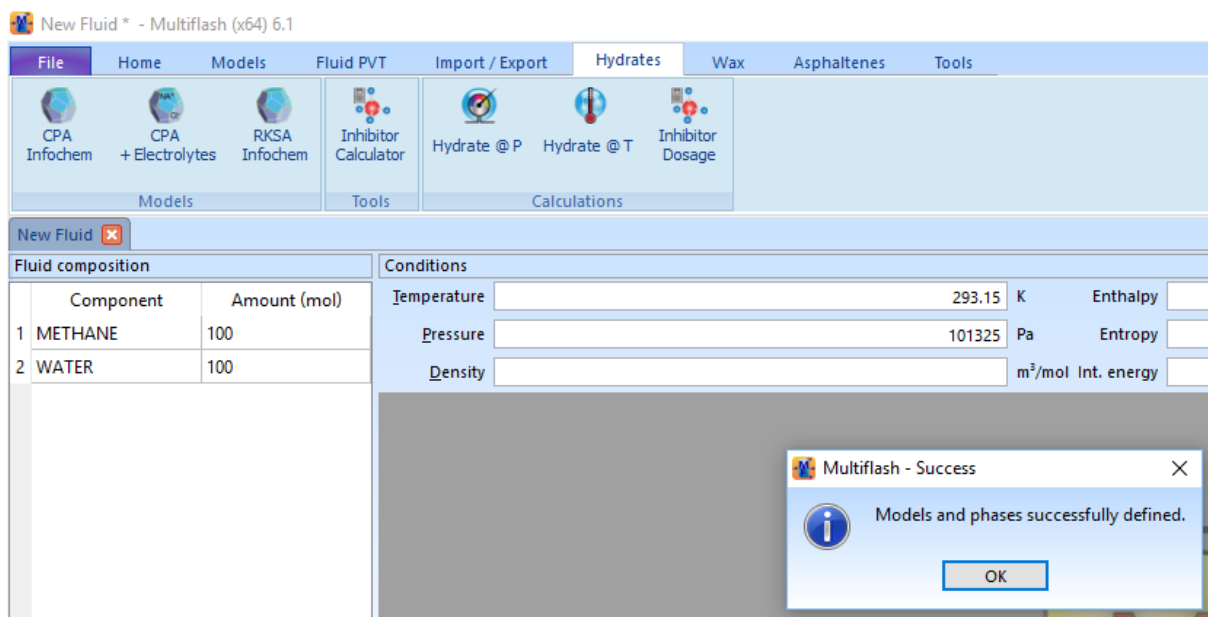 New Fluid * - Multiflash (x64) 6.1
File Home Models Fluid PVT Import / Export Hydrates Wax Asphaltenes Tools
CPA Infochem
CPA + Electrolytes
RKSA Infochem
Inhibitor Calculator
Hydrate @ P
Hydrate @ T
Inhibitor Dosage
Models Tools Calculations
New Fluid
Fluid composition Conditions
Component Amount (mol)
1 METHANE 100
2 WATER 100
Temperature 293.15 K Enthalpy
Pressure 101325 Pa Entropy
Density m³/mol Int. energy
Multiflash - Success
Models and phases successfully defined.
OK